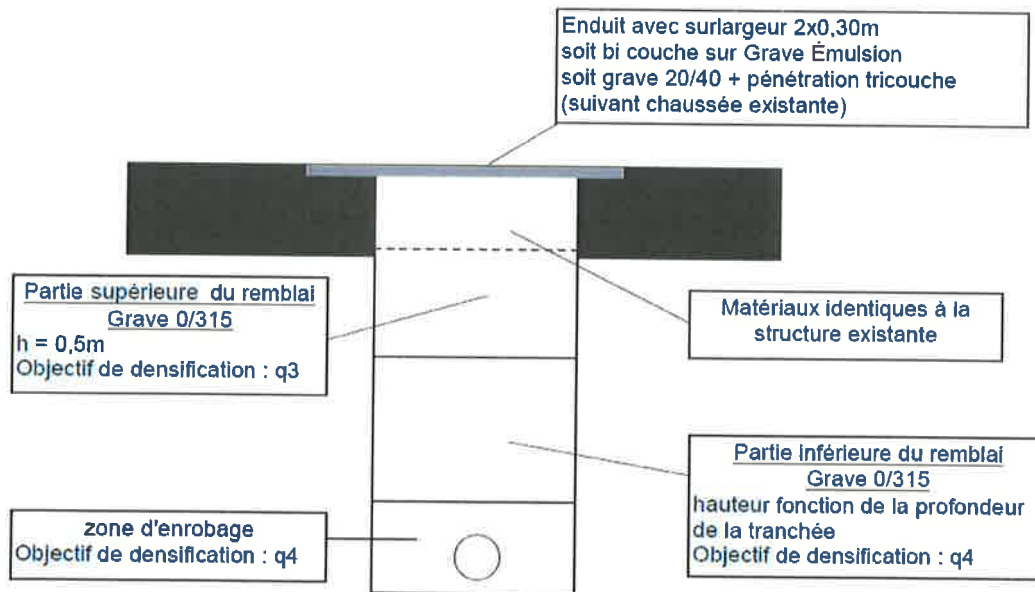 Enduit avec surlargeur 2x0,30m
soit bi couche sur Grave Émulsion
soit grave 20/40 + pénétration tricouche
(suivant chaussée existante)
Partie supérieure du remblai
Grave 0/315
h = 0,5m
Objectif de densification : q3
Matériaux identiques à la
structure existante
Partie inférieure du remblai
Grave 0/315
hauteur fonction de la profondeur
de la tranchée
Objectif de densification : q4
zone d'enrobage
Objectif de densification : q4